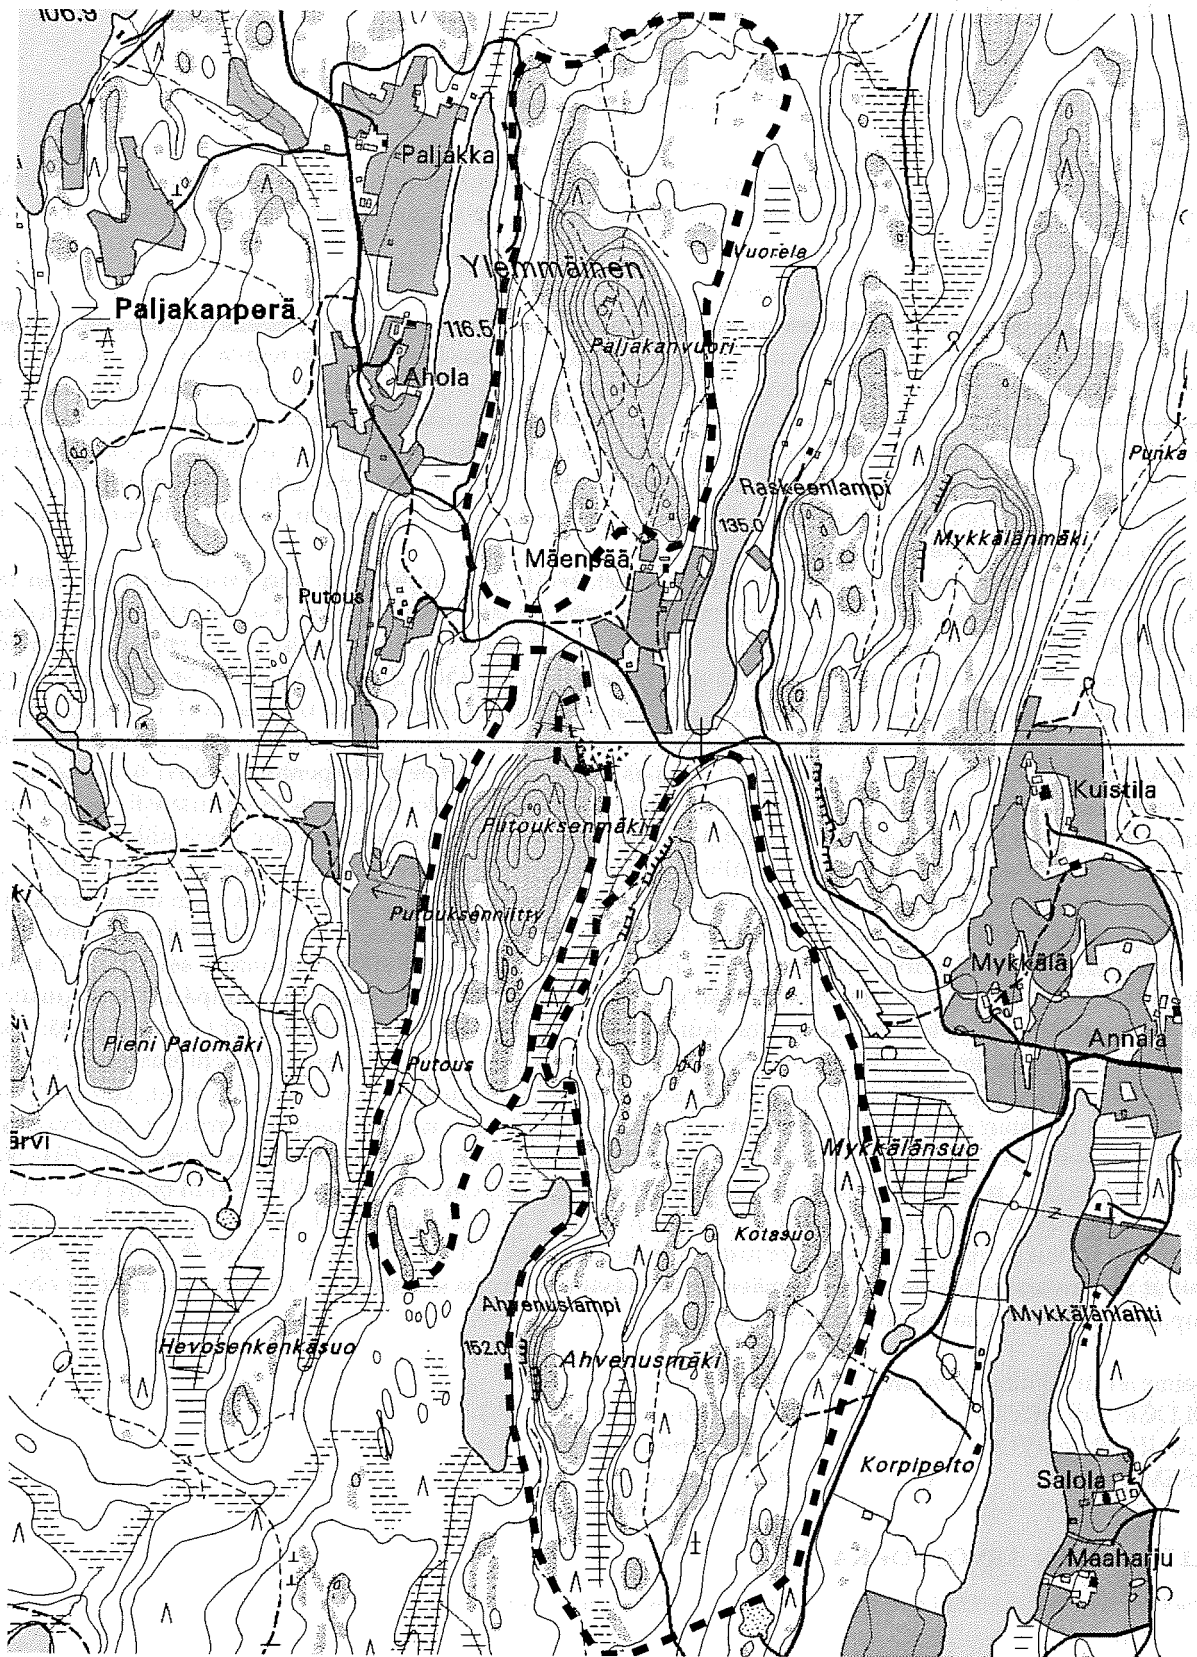 106.9
Paljakka
Vuorela
Ylemmäinen
Paljakanperä
116.5
Paljakanvuori
Ahola
Punka
Raskeenlampi
135.0
Mykkälänmäki
Mäenpää
Putous
Kuistila
Putouksenmäki
Putouksenniitty
Mykkälä
Pieni Palomäki
Annala
Putous
ärvi
Mykkälänsuo
Kotasuo
Ahvenuslampi
Mykkälänlahti
Hevosenkenkäsuo
152.0
Ahvenusmäki
Korpipelto
Salola
Maaharju